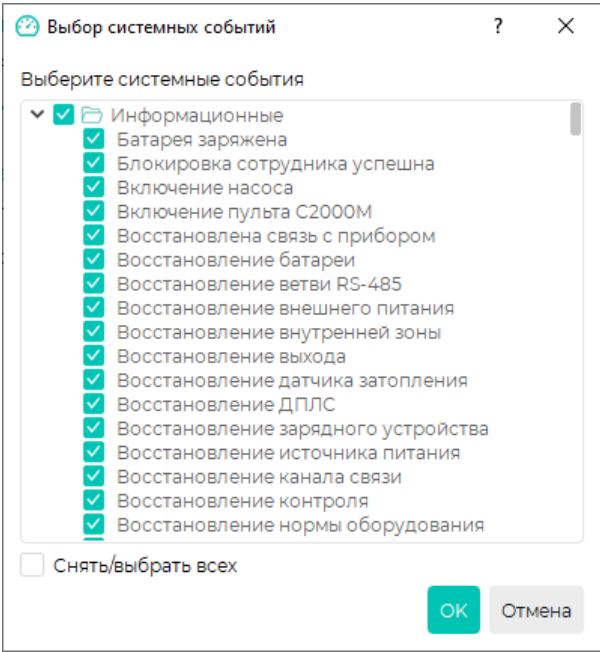 Выбор системных событий
?
Выберите системные события
Информационные
Батарея заряжена
Блокировка сотрудника успешна
Включение насоса
Включение пульта С2000М
Восстановлена связь с прибором
Восстановление батареи
Восстановление ветви RS-485
Восстановление внешнего питания
Восстановление внутренней зоны
Восстановление выхода
Восстановление датчика затопления
Восстановление ДПЛС
Восстановление зарядного устройства
Восстановление источника питания
Восстановление канала связи
Восстановление контроля
Восстановление нормы оборудования
Снять/выбрать всех
OK
Отмена